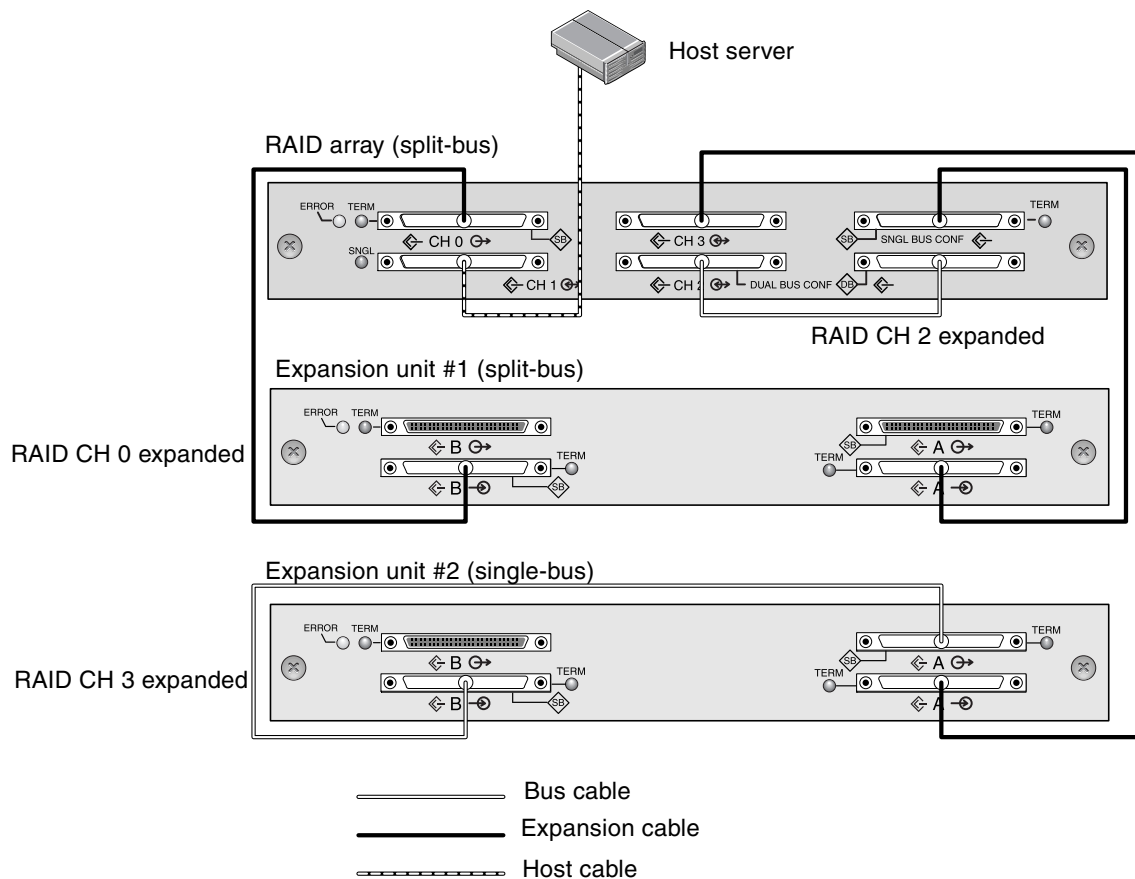 Host server
RAID array (split-bus)
ERROR TERM
TERM
CH 0
SB
CH 3
SB
SNGL BUS CONF
SNGL
CH 1
CH 2
DUAL BUS CONF
DB
RAID CH 2 expanded
Expansion unit #1 (split-bus)
ERROR TERM
TERM
B
SB
A
RAID CH 0 expanded
TERM
TERM
B
SB
A
Expansion unit #2 (single-bus)
ERROR TERM
TERM
B
SB
A
RAID CH 3 expanded
TERM
TERM
B
SB
A
Bus cable
Expansion cable
Host cable